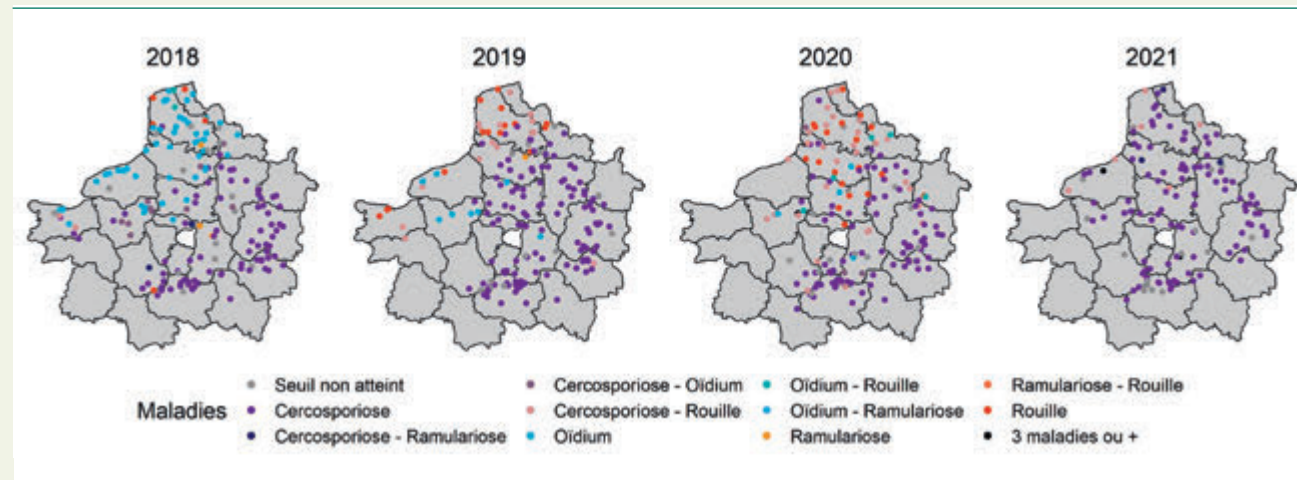 2018 2019 2020 2021
Maladies
Seuil non atteint Cercosporiose - Oïdium Oïdium - Rouille Ramulariose - Rouille
Cercosporiose Cercosporiose - Rouille Oïdium - Ramulariose Rouille
Cercosporiose - Ramulariose Oïdium Ramulariose 3 maladies ou +